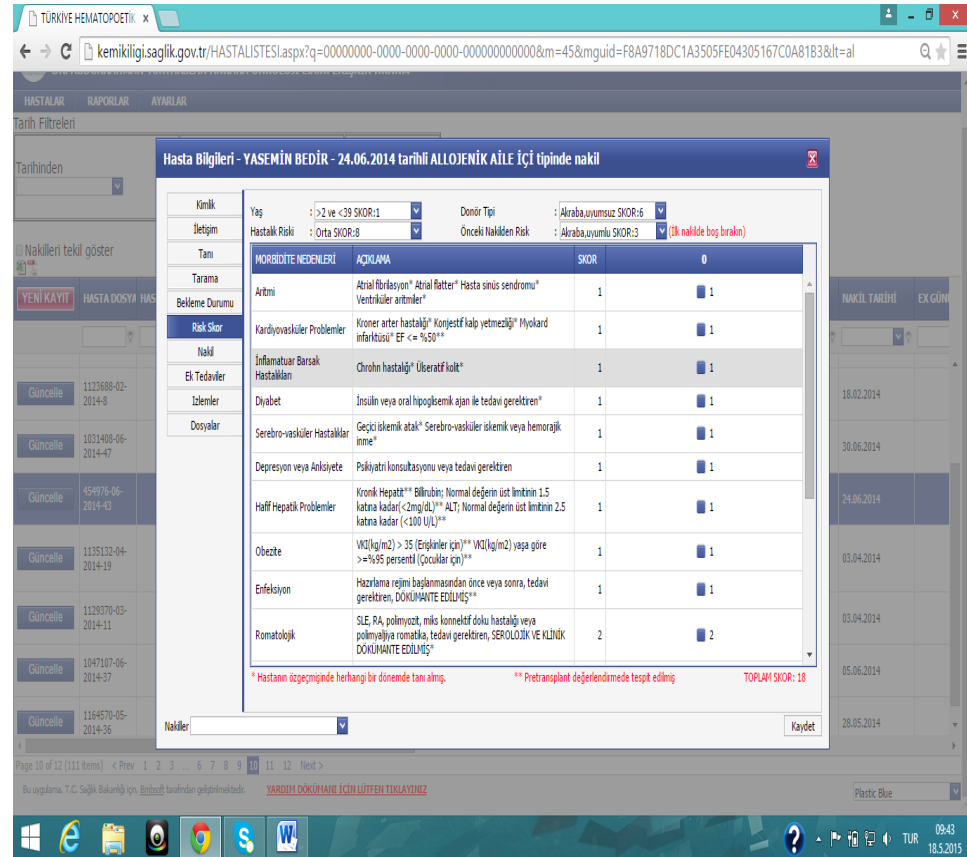 TÜRKİYE HEMATOPOETİK
kemikiligi.saglik.gov.tr/HASTALISTESI.aspx?q=00000000-0000-0000-0000-000000000000&m=45&mguid=F8A9718DC1A3505FE04305167C0A81B3&lt=al
HASTALAR RAPORLAR AYARLAR
Tarih Filtreleri
Tarihinden
Nakilleri tekil göster
Hasta Bilgileri - YASEMİN BEDİR - 24.06.2014 tarihli ALLOJENİK AİLE İÇİ tipinde nakil
Kimlik
İletişim
Tanı
Tarama
Bekleme Durumu
Risk Skor
Nakil
Ek Tedaviler
Izlemler
Dosyalar
Yaş : >2 ve <39 SKOR:1 Donör Tipi : Akraba,uyumsuz SKOR:6
Hastalık Riski : Orta SKOR:8 Önceki Nakilden Risk : Akraba,uyumlu SKOR:3 (İlk nakilde boş bırakın)
MORBİDİTE NEDENLERİ AÇIKLAMA SKOR 0
Aritmi Atrial fibrilasyon* Atrial flatter* Hasta sinüs sendromu* Ventriküler aritmiler* 1 1
Kardiyovasküler Problemler Kroner arter hastalığı* Konjestif kalp yetmezliği* Myokard infarktüsü* EF <= %50** 1 1
İnflamatuar Barsak Hastalıkları Chrohn hastalığı* Ülseratif kolit* 1 1
Diyabet İnsülin veya oral hipoglisemik ajan ile tedavi gerektiren* 1 1
Serebro-vasküler Hastalıklar Geçici iskemik atak* Serebro-vasküler iskemik veya hemorajik inme* 1 1
Depresyon veya Anksiyete Psikiyatri konsultasyonu veya tedavi gerektiren 1 1
Hafif Hepatik Problemler Kronik Hepatit** Bilirubin; Normal değerin üst limitinin 1.5 katına kadar(<2mg/dL)** ALT; Normal değerin üst limitinin 2.5 katına kadar (<100 U/L)** 1 1
Obezite VKI(kg/m2) > 35 (Erişkinler için)** VKI(kg/m2) yaşa göre >=%95 persentil (Çocuklar için)** 1 1
Enfeksiyon Hazırlama rejimi başlanmasından önce veya sonra, tedavi gerektiren, DÖKÜMANTE EDİLMİŞ** 1 1
Romatolojik SLE, RA, polimyozit, miks konnektif doku hastalığı veya polimyaljiya romatika, tedavi gerektiren, SEROLOJİK VE KLİNİK DÖKÜMANTE EDİLMİŞ* 2 2
* Hastanın özgeçmişinde herhangi bir dönemde tanı almış. ** Pretransplant değerlendirmede tespit edilmiş TOPLAM SKOR: 18
Nakiller Kaydet
YENİ KAYIT HASTA DOSYA HAS NAKİL TARİHİ EX GÜN
Güncelle 1123688-02-2014-8 18.02.2014
Güncelle 1031408-06-2014-47 30.06.2014
Güncelle 454976-06-2014-43 24.06.2014
Güncelle 1135132-04-2014-19 03.04.2014
Güncelle 1129370-03-2014-11 03.04.2014
Güncelle 1047107-06-2014-37 05.06.2014
Güncelle 1164570-05-2014-36 28.05.2014
Page 10 of 12 (111 items) < Prev 1 2 3 ... 6 7 8 9 10 11 12 Next >
Bu uygulama, T.C. Sağlık Bakanlığı için, Bmbsoft tarafından geliştirilmektedir. YARDIM DÖKÜMANI İÇİN LÜTFEN TIKLAYINIZ Plastic Blue
TUR 09:43
18.5.2015